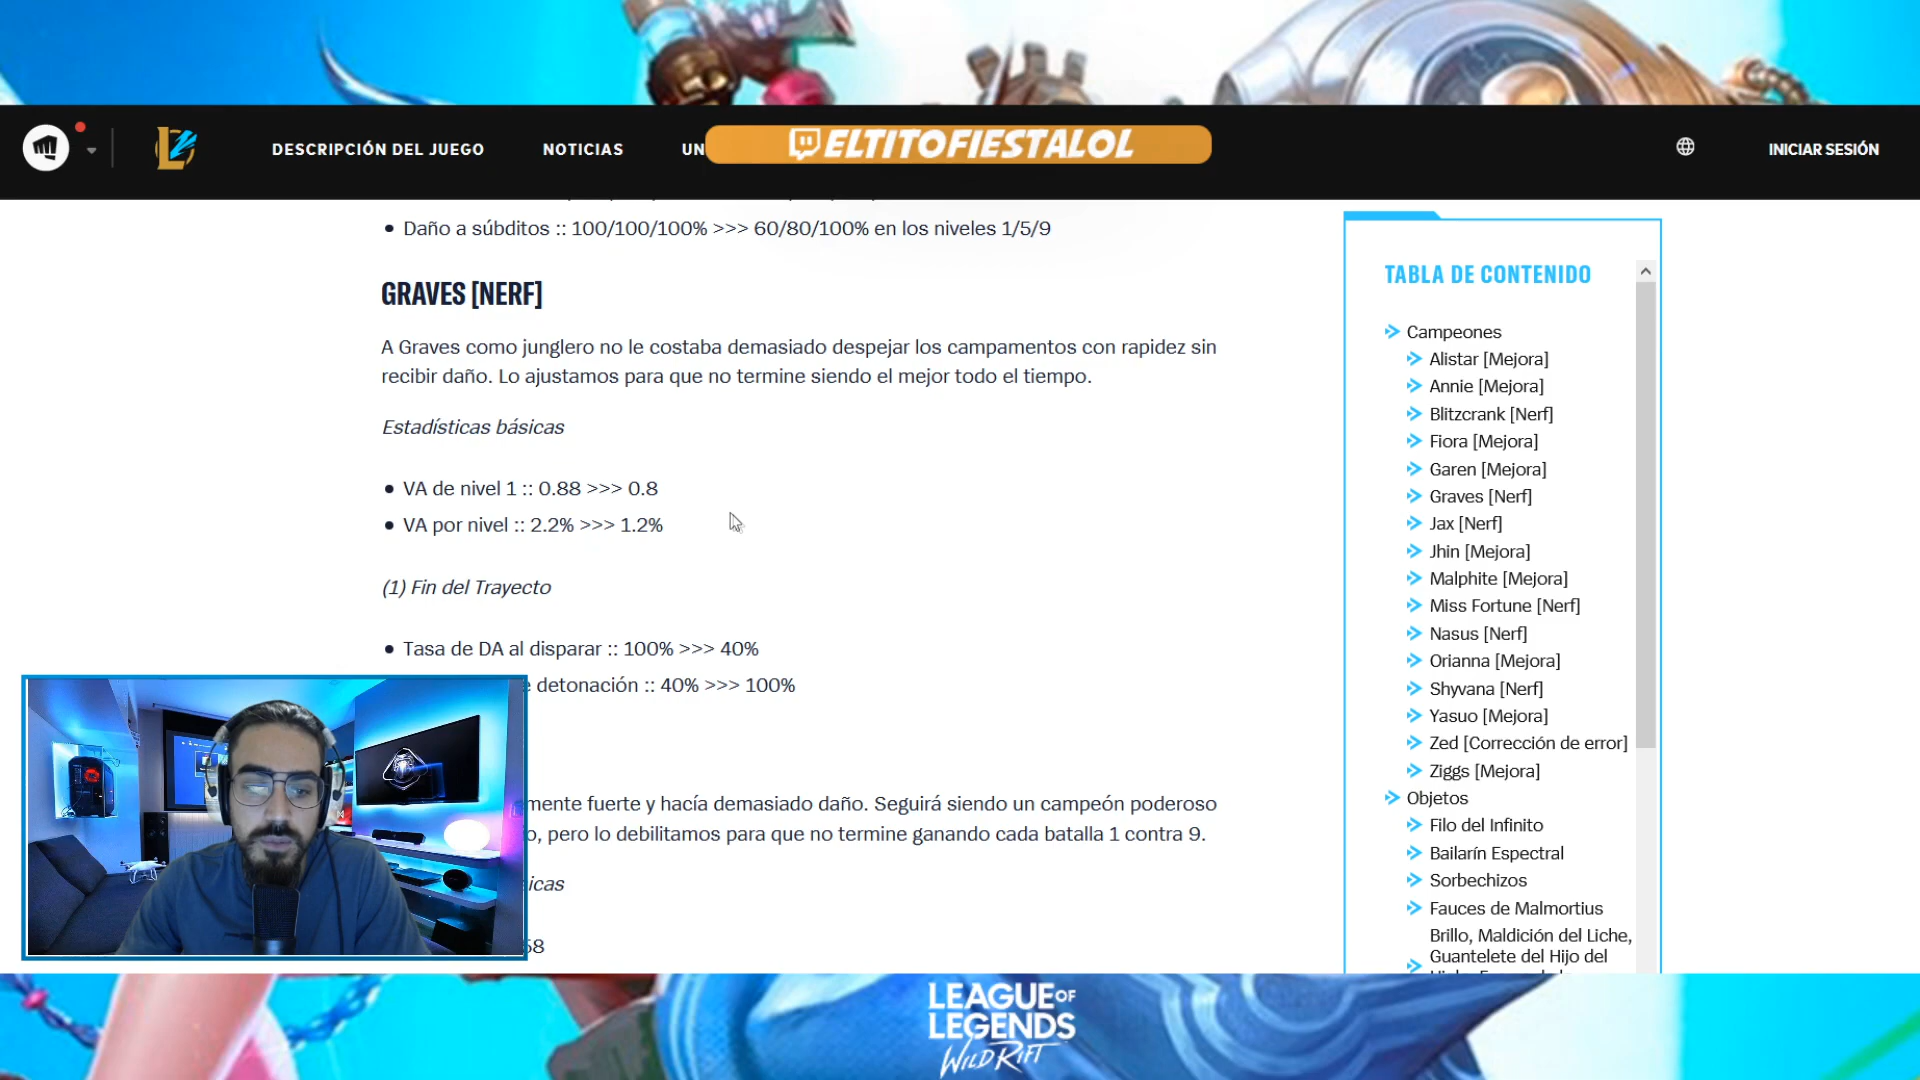 DESCRIPCIÓN DEL JUEGO
NOTICIAS
UN
ELTITOFIESTALOL
INICIAR SESIÓN
Daño a súbditos :: 100/100/100% >>> 60/80/100% en los niveles 1/5/9
GRAVES [NERF]
A Graves como junglero no le costaba demasiado despejar los campamentos con rapidez sin
recibir daño. Lo ajustamos para que no termine siendo el mejor todo el tiempo.
Estadísticas básicas
VA de nivel 1 :: 0.88 >>> 0.8
VA por nivel :: 2.2% >>> 1.2%
(1) Fin del Trayecto
Tasa de DA al disparar :: 100% >>> 40%
detonación :: 40% >>> 100%
mente fuerte y hacía demasiado daño. Seguirá siendo un campeón poderoso
o, pero lo debilitamos para que no termine ganando cada batalla 1 contra 9.
icas
58
TABLA DE CONTENIDO
Campeones
Alistar [Mejora]
Annie [Mejora]
Blitzcrank [Nerf]
Fiora [Mejora]
Garen [Mejora]
Graves [Nerf]
Jax [Nerf]
Jhin [Mejora]
Malphite [Mejora]
Miss Fortune [Nerf]
Nasus [Nerf]
Orianna [Mejora]
Shyvana [Nerf]
Yasuo [Mejora]
Zed [Corrección de error]
Ziggs [Mejora]
Objetos
Filo del Infinito
Bailarín Espectral
Sorbechizos
Fauces de Malmortius
Brillo, Maldición del Liche,
Guantelete del Hijo del
LEAGUE OF
LEGENDS
WILD RIFT